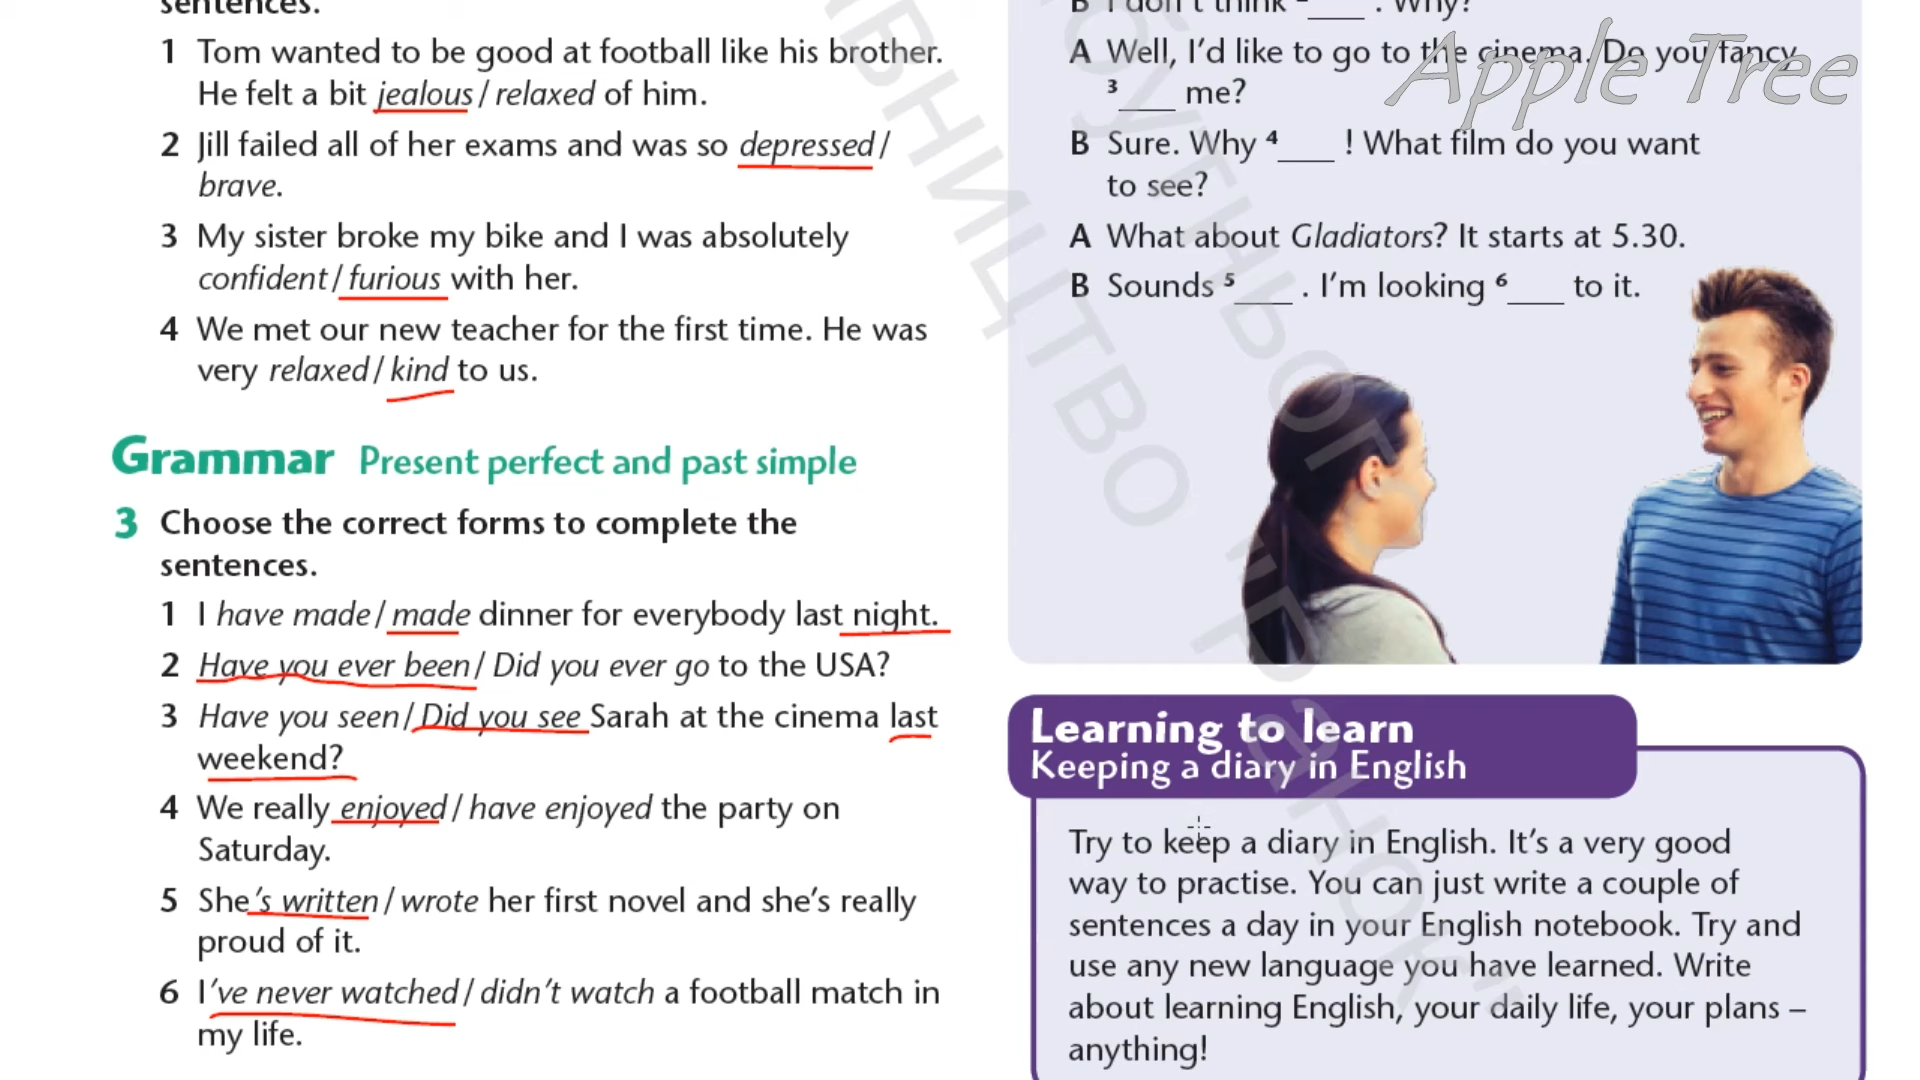 sentences.
1 Tom wanted to be good at football like his brother.
He felt a bit jealous / relaxed of him.
2 Jill failed all of her exams and was so depressed /
brave.
3 My sister broke my bike and I was absolutely
confident / furious with her.
4 We met our new teacher for the first time. He was
very relaxed / kind to us.
Grammar Present perfect and past simple
3 Choose the correct forms to complete the
sentences.
1 I have made / made dinner for everybody last night.
2 Have you ever been / Did you ever go to the USA?
3 Have you seen / Did you see Sarah at the cinema last
weekend?
4 We really enjoyed / have enjoyed the party on
Saturday.
5 She's written / wrote her first novel and she's really
proud of it.
6 I've never watched / didn't watch a football match in
my life.
B I don't think ___ . Why?
A Well, I'd like to go to the cinema. Do you fancy
3 ___ me?
B Sure. Why 4 ___ ! What film do you want
to see?
A What about Gladiators? It starts at 5.30.
B Sounds 5 ___ . I'm looking 6 ___ to it.
Apple Tree
Learning to learn
Keeping a diary in English
Try to keep a diary in English. It's a very good
way to practise. You can just write a couple of
sentences a day in your English notebook. Try and
use any new language you have learned. Write
about learning English, your daily life, your plans –
anything!